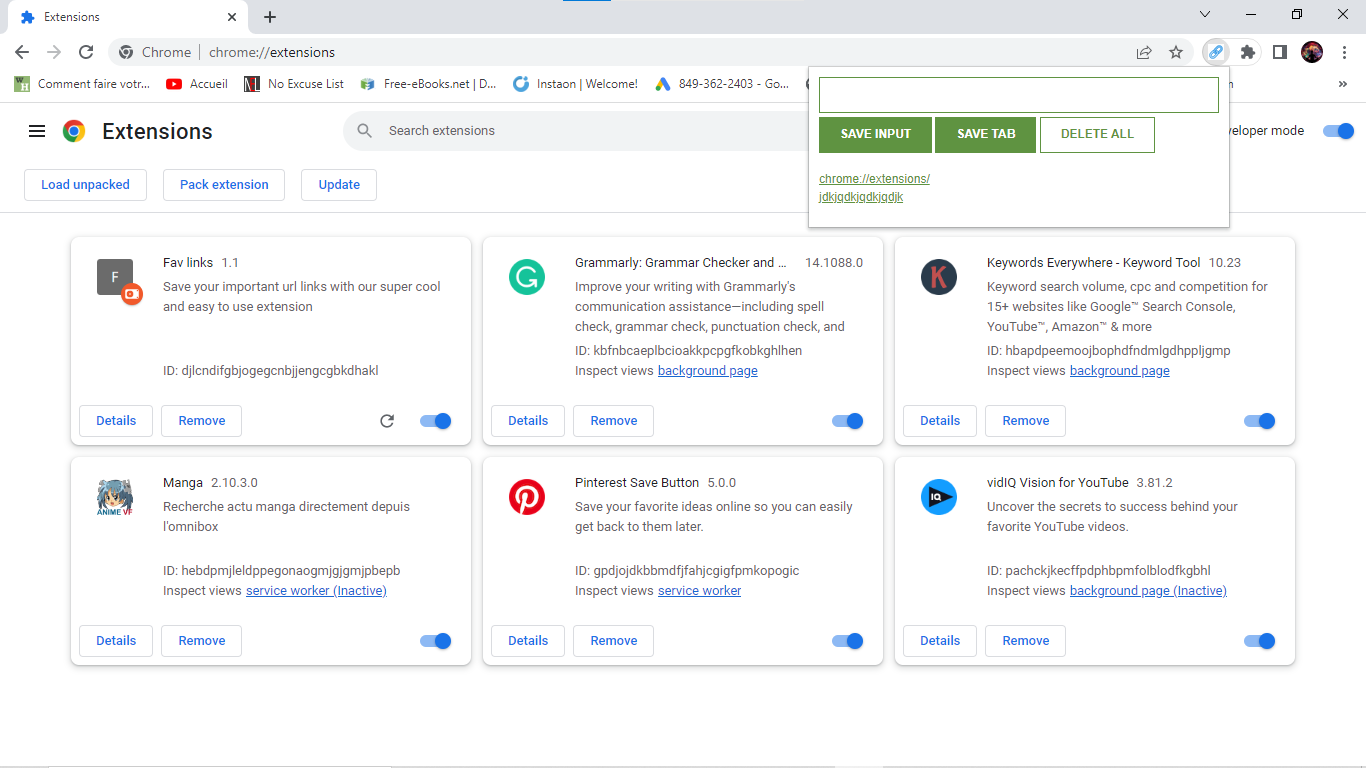 Extensions
Chrome chrome://extensions
Comment faire votr... Accueil No Excuse List Free-eBooks.net | D... Instaon | Welcome! 849-362-2403 - Go...
SAVE INPUT SAVE TAB DELETE ALL
chrome://extensions/
jdkjqdkjqdkjqdjk
Extensions
Search extensions
mode
Load unpacked Pack extension Update
F
Fav links 1.1
Save your important url links with our super cool
and easy to use extension
ID: djlcndifgbjogegcnbjjengcgbkdhakl
Details Remove
Grammarly: Grammar Checker and ... 14.1088.0
Improve your writing with Grammarly's
communication assistance—including spell
check, grammar check, punctuation check, and
ID: kbfnbcaeplbcioakkpcpgfkobkghlhen
Inspect views background page
Details Remove
K
Keywords Everywhere - Keyword Tool 10.23
Keyword search volume, cpc and competition for
15+ websites like Google™ Search Console,
YouTube™, Amazon™ & more
ID: hbapdpeemoojbophdfndmlgdhppljgmp
Inspect views background page
Details Remove
ANIME VF
Manga 2.10.3.0
Recherche actu manga directement depuis
l'omnibox
ID: hebdpmjleldppegonaogmjgjgmjpbepb
Inspect views service worker (Inactive)
Details Remove
Pinterest Save Button 5.0.0
Save your favorite ideas online so you can easily
get back to them later.
ID: gpdjojdkbbmdfjfahjcgigfpmkopogic
Inspect views service worker
Details Remove
IQ
vidIQ Vision for YouTube 3.81.2
Uncover the secrets to success behind your
favorite YouTube videos.
ID: pachckjkecffpdphbpmfolblodfkgbhl
Inspect views background page (Inactive)
Details Remove